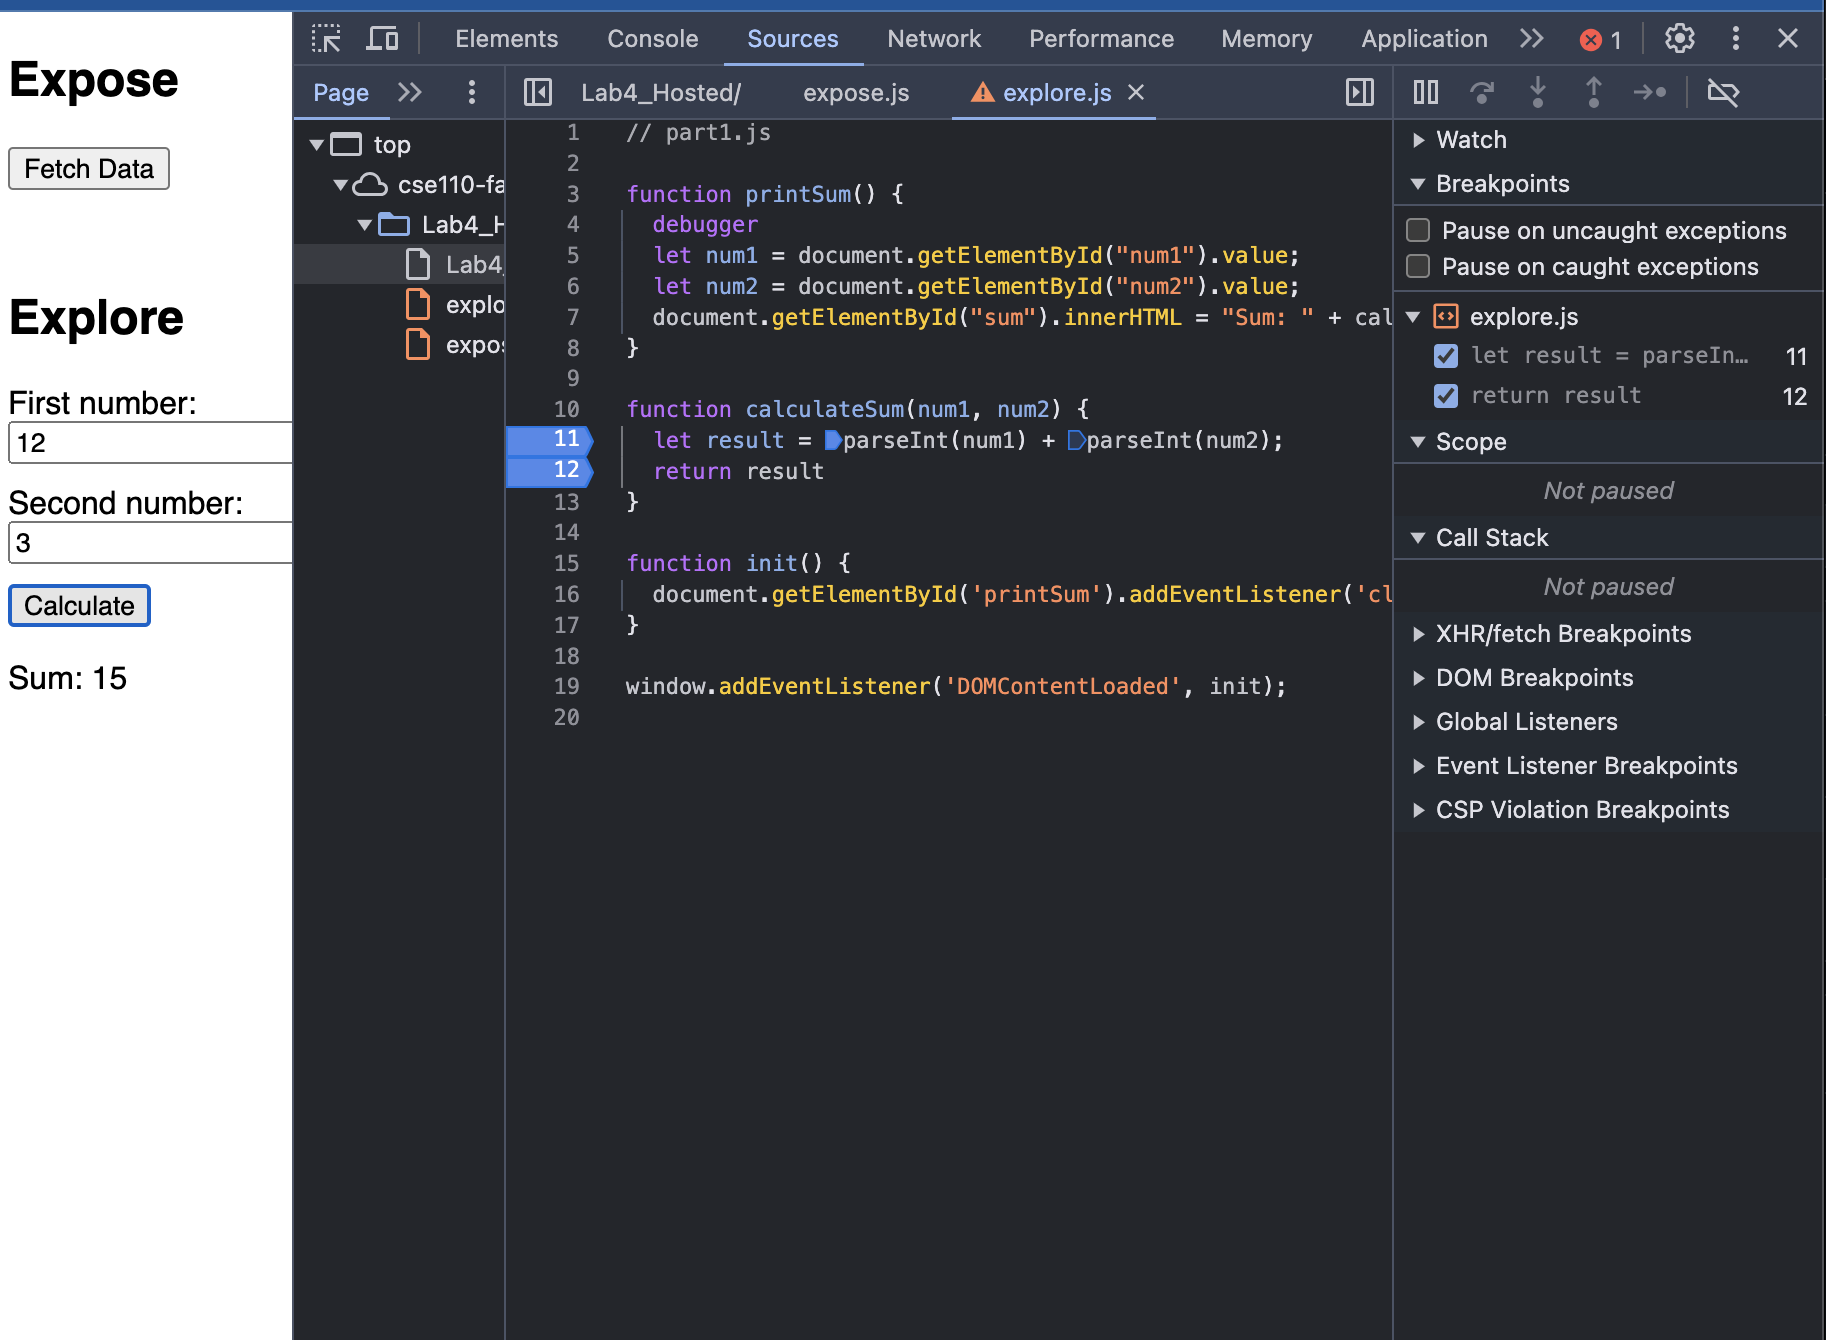 Expose
Fetch Data
Explore
First number:
12
Second number:
3
Calculate
Sum: 15
Elements Console Sources Network Performance Memory Application 1
Page
Lab4_Hosted/ expose.js explore.js
top
cse110-fa
Lab4_H
Lab4_
explo
expos
1 // part1.js
2
3 function printSum() {
4 debugger
5 let num1 = document.getElementById("num1").value;
6 let num2 = document.getElementById("num2").value;
7 document.getElementById("sum").innerHTML = "Sum: " + cal
8 }
9
10 function calculateSum(num1, num2) {
11 let result = parseInt(num1) + parseInt(num2);
12 return result
13 }
14
15 function init() {
16 document.getElementById('printSum').addEventListener('cl
17 }
18
19 window.addEventListener('DOMContentLoaded', init);
20
Watch
Breakpoints
Pause on uncaught exceptions
Pause on caught exceptions
explore.js
let result = parseIn… 11
return result 12
Scope
Not paused
Call Stack
Not paused
XHR/fetch Breakpoints
DOM Breakpoints
Global Listeners
Event Listener Breakpoints
CSP Violation Breakpoints